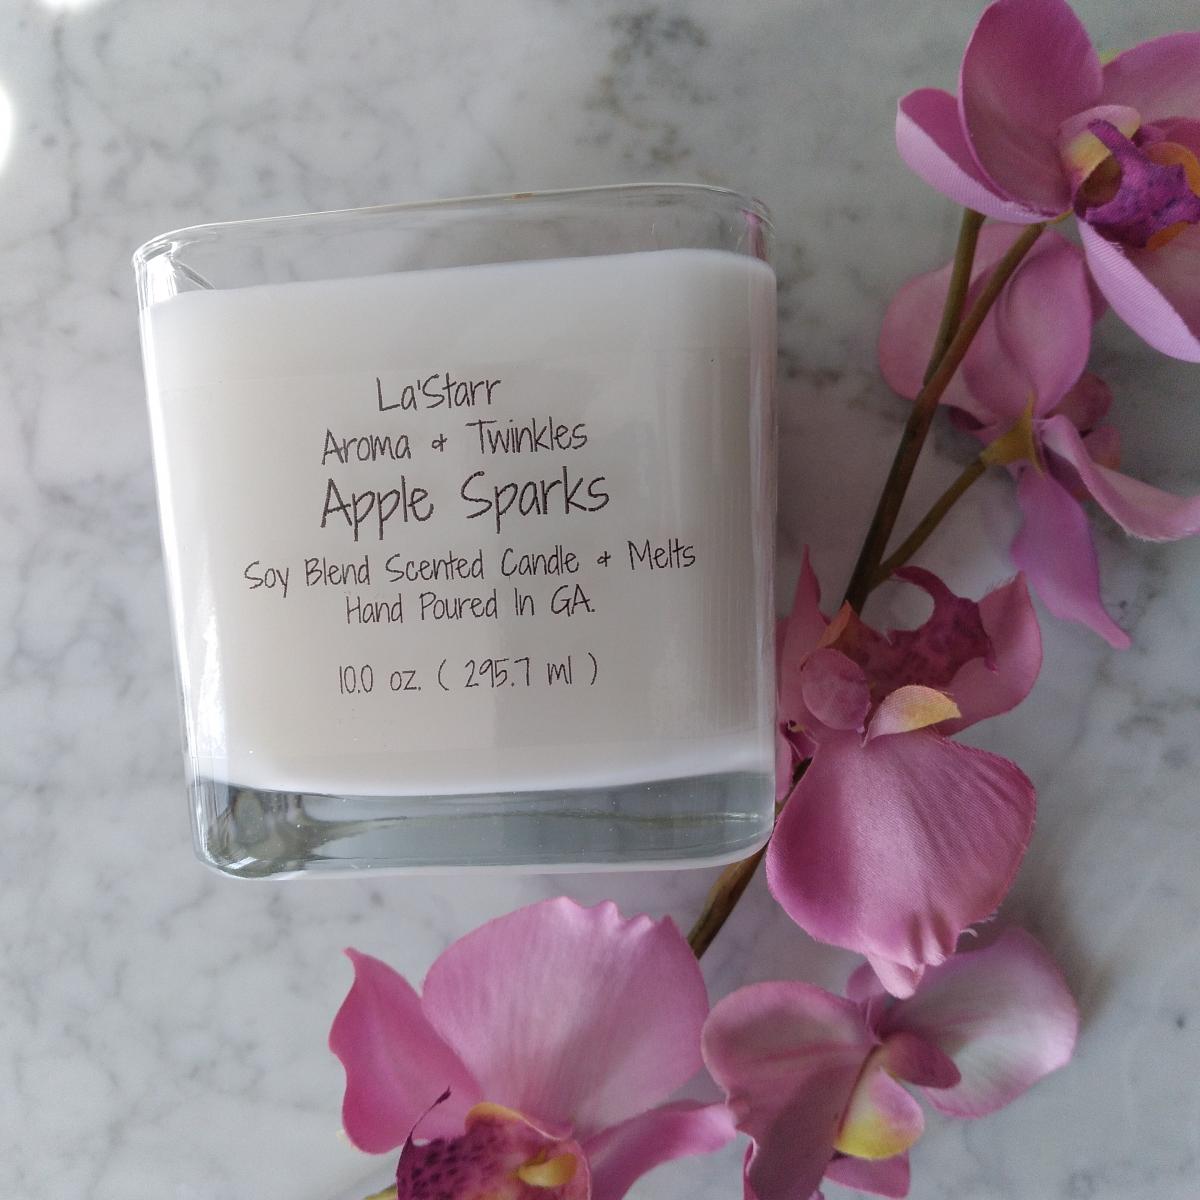 La'Starr
Aroma & Twinkles
Apple Sparks
Soy Blend Scented Candle & Melts
Hand Poured In GA.
10.0 oz. ( 295.7 ml )